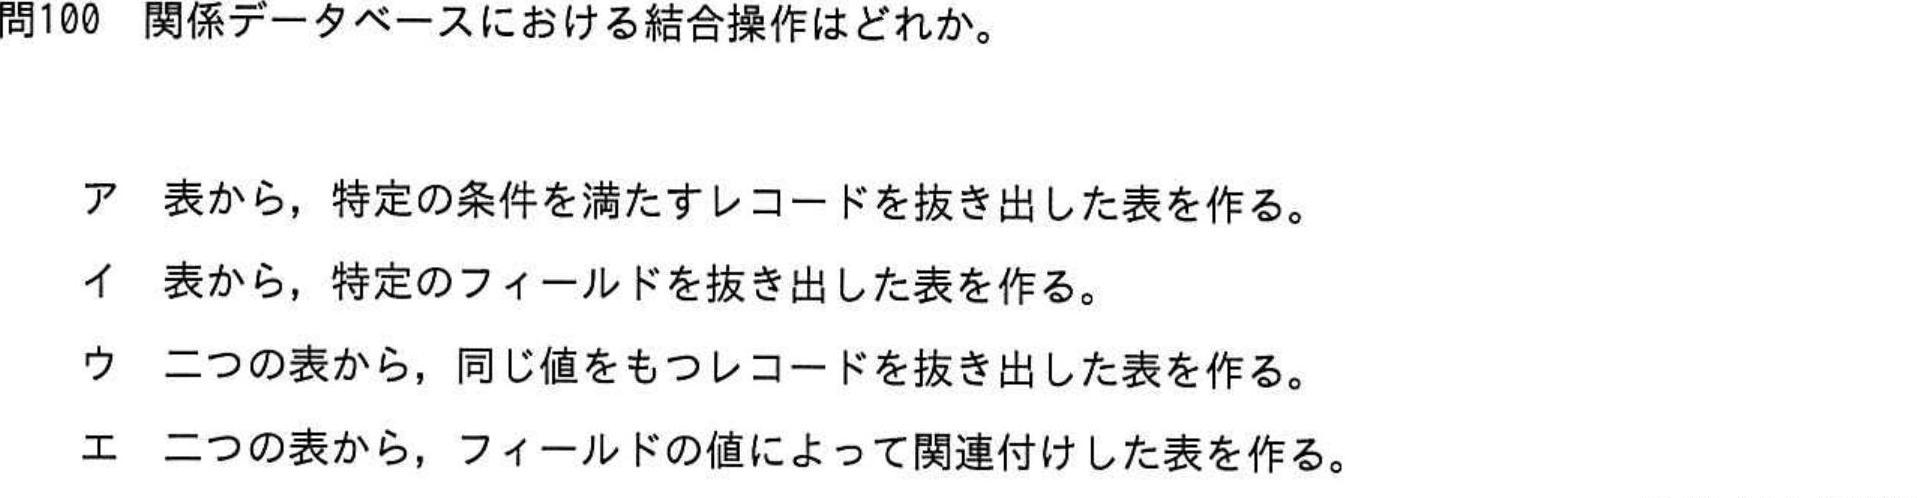 問100 関係データベースにおける結合操作はどれか。
ア 表から，特定の条件を満たすレコードを抜き出した表を作る。
イ 表から，特定のフィールドを抜き出した表を作る。
ウ 二つの表から，同じ値をもつレコードを抜き出した表を作る。
エ 二つの表から，フィールドの値によって関連付けした表を作る。